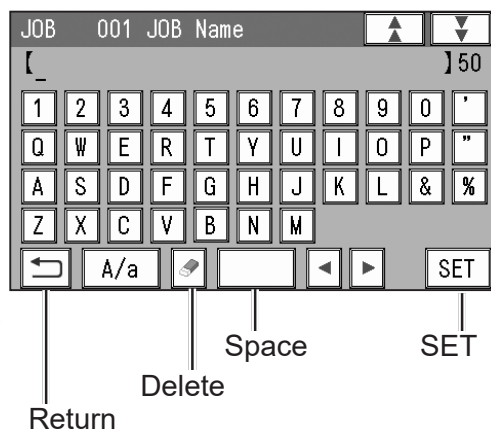 JOB 001 JOB Name
【_ 】50
1 2 3 4 5 6 7 8 9 0 '
Q W E R T Y U I O P "
A S D F G H J K L & %
Z X C V B N M
A/a SET
Space SET
Delete
Return